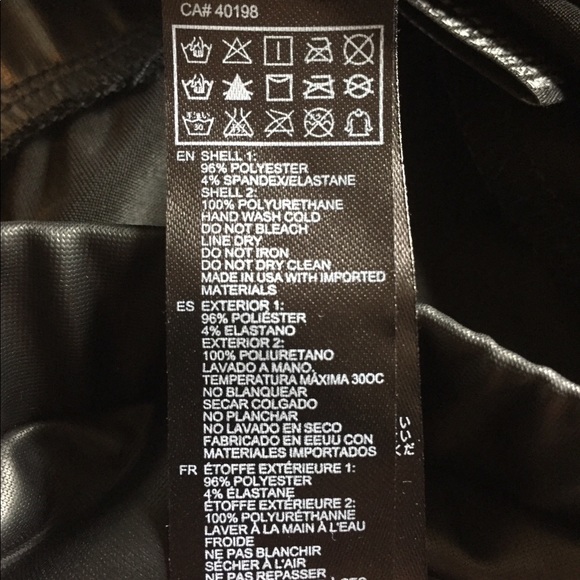 CA# 40198
EN SHELL 1:
96% POLYESTER
4% SPANDEX/ELASTANE
SHELL 2:
100% POLYURETHANE
HAND WASH COLD
DO NOT BLEACH
LINE DRY
DO NOT IRON
DO NOT DRY CLEAN
MADE IN USA WITH IMPORTED
MATERIALS
ES EXTERIOR 1:
96% POLIÉSTER
4% ELASTANO
EXTERIOR 2:
100% POLIURETANO
LAVADO A MANO.
TEMPERATURA MÁXIMA 30OC
NO BLANQUEAR
SECAR COLGADO
NO PLANCHAR
NO LAVADO EN SECO
FABRICADO EN EEUU CON
MATERIALES IMPORTADOS
FR ÉTOFFE EXTÉRIEURE 1:
96% POLYESTER
4% ÉLASTANE
ÉTOFFE EXTÉRIEURE 2:
100% POLYURÉTHANNE
LAVER À LA MAIN À L'EAU
FROIDE
NE PAS BLANCHIR
SÉCHER À L'AIR
NE PAS REPASSER